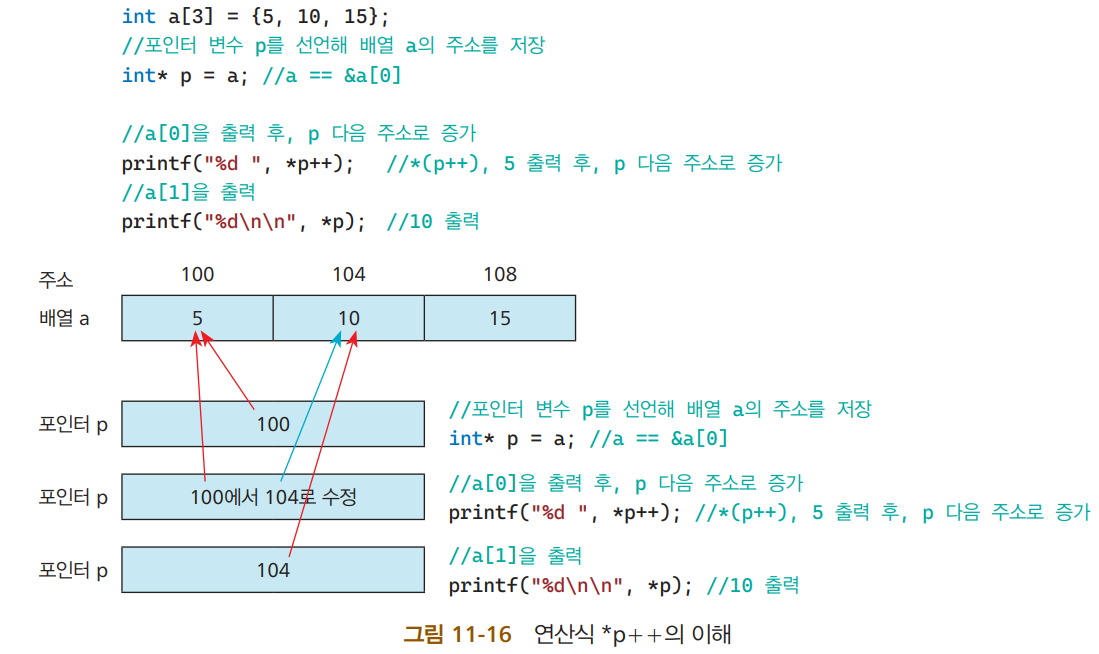 int a[3] = {5, 10, 15};
//포인터 변수 p를 선언해 배열 a의 주소를 저장
int* p = a; //a == &a[0]
//a[0]을 출력 후, p 다음 주소로 증가
printf("%d ", *p++); //*(p++), 5 출력 후, p 다음 주소로 증가
//a[1]을 출력
printf("%d\n\n", *p); //10 출력
주소 100 104 108
배열 a 5 10 15
포인터 p 100
//포인터 변수 p를 선언해 배열 a의 주소를 저장
int* p = a; //a == &a[0]
포인터 p 100에서 104로 수정
//a[0]을 출력 후, p 다음 주소로 증가
printf("%d ", *p++); //*(p++), 5 출력 후, p 다음 주소로 증가
포인터 p 104
//a[1]을 출력
printf("%d\n\n", *p); //10 출력
그림 11-16 연산식 *p++의 이해